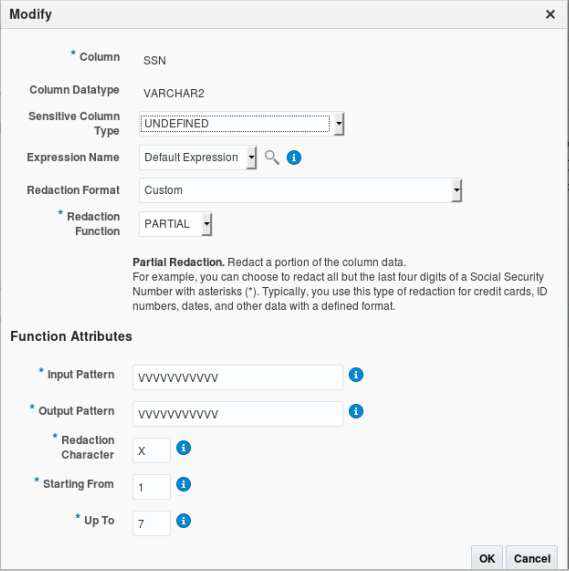 Modify
* Column SSN
Column Datatype VARCHAR2
Sensitive Column
Type
UNDEFINED
Expression Name Default Expression
Redaction Format Custom
* Redaction
Function
PARTIAL
Partial Redaction. Redact a portion of the column data.
For example, you can choose to redact all but the last four digits of a Social Security
Number with asterisks (*). Typically, you use this type of redaction for credit cards, ID
numbers, dates, and other data with a defined format.
Function Attributes
* Input Pattern VVVVVVVVVVV
* Output Pattern VVVVVVVVVVV
* Redaction
Character
X
* Starting From 1
* Up To 7
OK Cancel